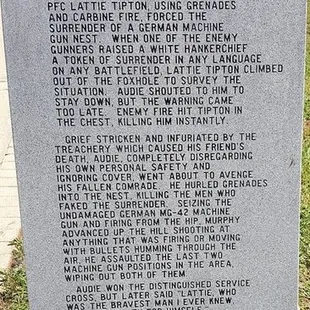 PFC LATTIE TIPTON, USING GRENADES
AND CARBINE FIRE, FORCED THE
SURRENDER OF A GERMAN MACHINE
GUN NEST. WHEN ONE OF THE ENEMY
GUNNERS RAISED A WHITE HANKERCHIEF
A TOKEN OF SURRENDER IN ANY LANGUAGE
ON ANY BATTLEFIELD, LATTIE TIPTON CLIMBED
OUT OF THE FOXHOLE TO SURVEY THE
SITUATION. AUDIE SHOUTED TO HIM TO
STAY DOWN, BUT THE WARNING CAME
TOO LATE. ENEMY FIRE HIT TIPTON IN
THE CHEST, KILLING HIM INSTANTLY.
GRIEF STRICKEN AND INFURIATED BY THE
TREACHERY WHICH CAUSED HIS FRIEND'S
DEATH, AUDIE, COMPLETELY DISREGARDING
HIS OWN PERSONAL SAFETY AND
IGNORING COVER, WENT ABOUT TO AVENGE
HIS FALLEN COMRADE. HE HURLED GRENADES
INTO THE NEST, KILLING THE MEN WHO
FAKED THE SURRENDER. SEIZING THE
UNDAMAGED GERMAN MG-42 MACHINE
GUN AND FIRING FROM THE HIP, MURPHY
ADVANCED UP THE HILL SHOOTING AT
ANYTHING THAT WAS FIRING OR MOVING
WITH BULLETS HUMMING THROUGH THE
AIR, HE ASSAULTED THE LAST TWO
MACHINE GUN POSITIONS IN THE AREA,
WIPING OUT BOTH OF THEM
AUDIE WON THE DISTINGUISHED SERVICE
CROSS, BUT LATER SAID "LATTIE, WHO
WAS THE BRAVEST MAN I EVER KNEW,